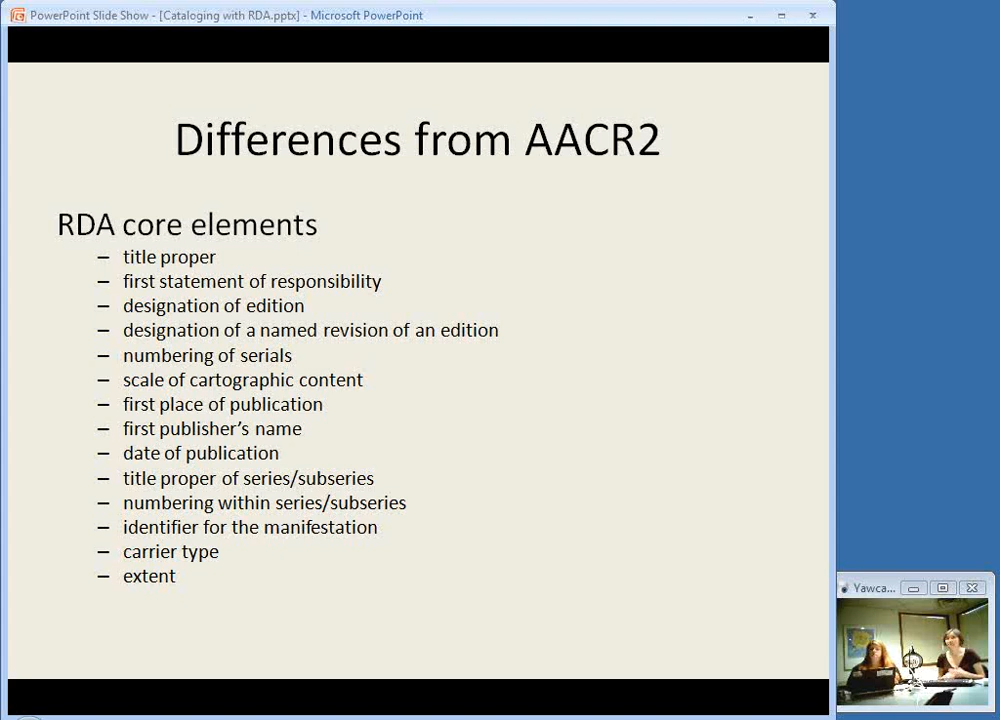 PowerPoint Slide Show - [Cataloging with RDA.pptx] - Microsoft PowerPoint
Differences from AACR2
RDA core elements
– title proper
– first statement of responsibility
– designation of edition
– designation of a named revision of an edition
– numbering of serials
– scale of cartographic content
– first place of publication
– first publisher’s name
– date of publication
– title proper of series/subseries
– numbering within series/subseries
– identifier for the manifestation
– carrier type
– extent
Yawca...